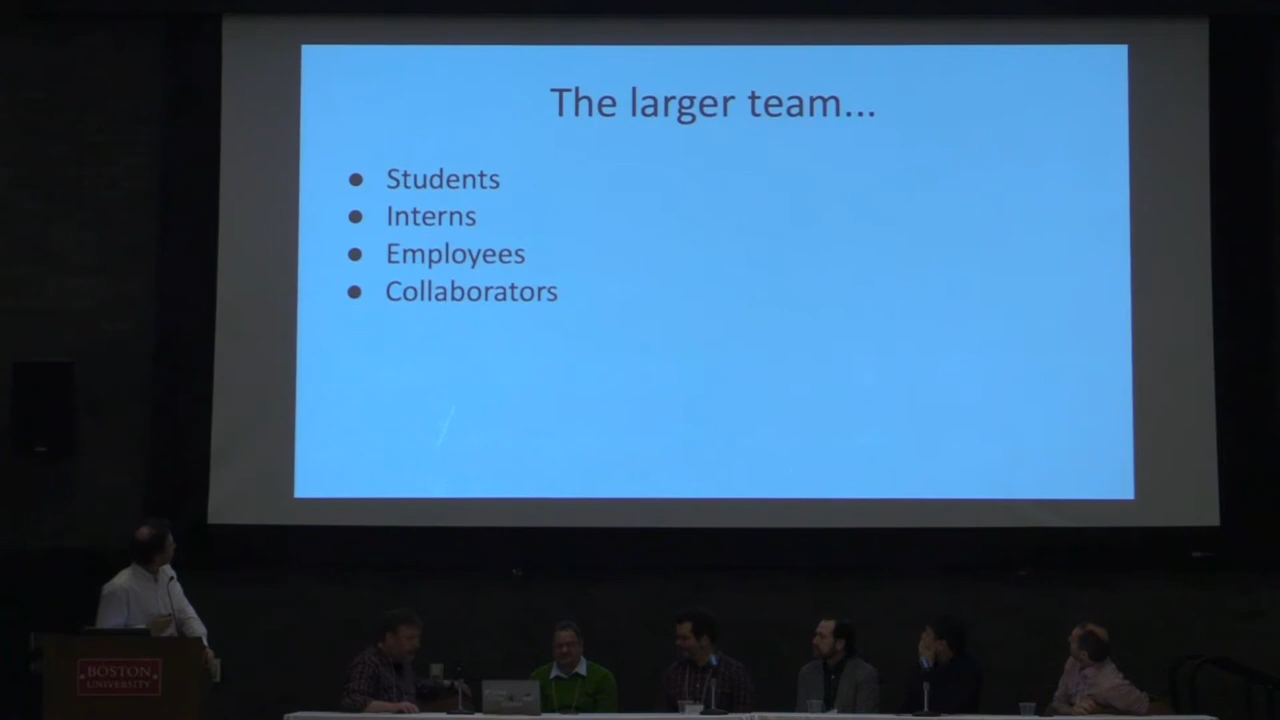 The larger team...
● Students
● Interns
● Employees
● Collaborators
BOSTON
UNIVERSITY